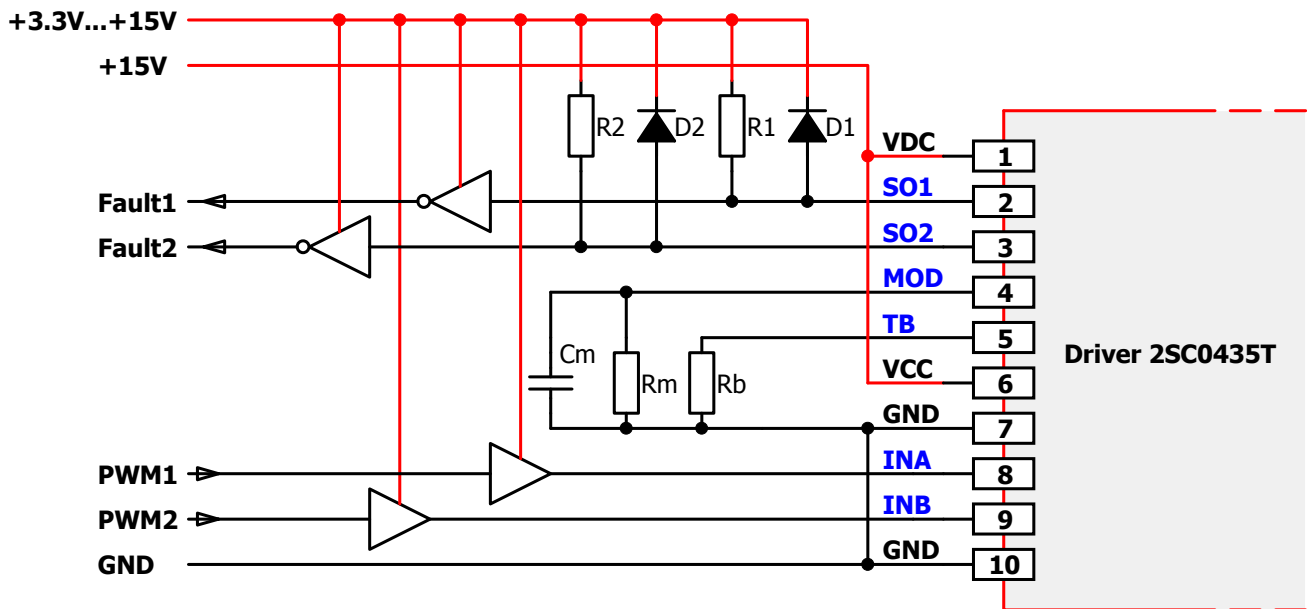 +3.3V...+15V
+15V
R2
D2
R1
D1
VDC
1
Fault1
SO1
2
Fault2
SO2
3
MOD
4
TB
5
Driver 2SC0435T
Cm
Rm
Rb
VCC
6
GND
7
PWM1
INA
8
PWM2
INB
9
GND
GND
10